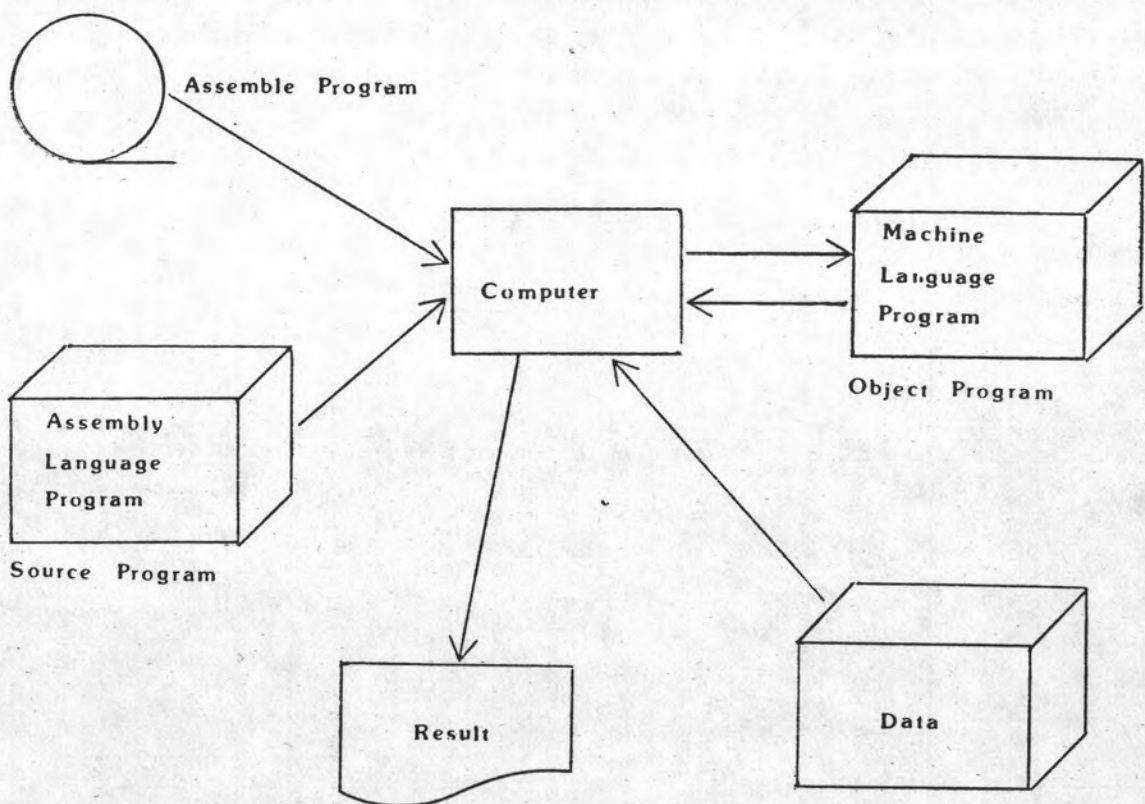 Assemble Program
Computer
Machine
Language
Program
Object Program
Assembly
Language
Program
Source Program
Result
Data